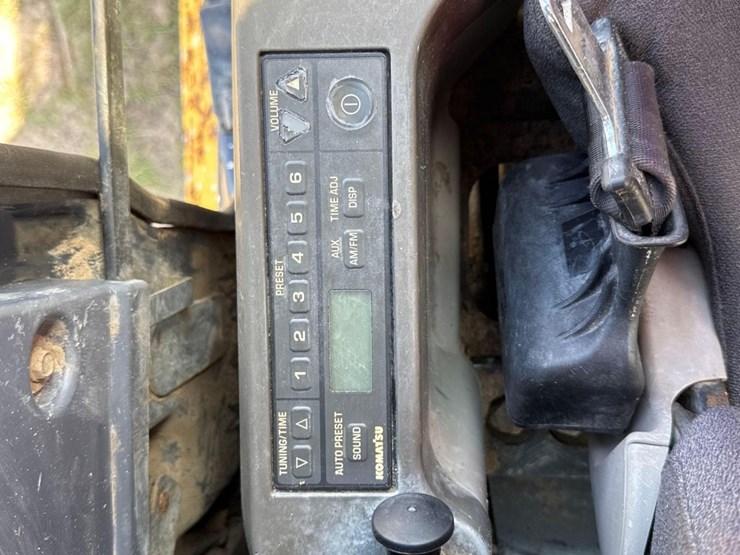 KOMATSU
AUTO PRESET
SOUND
AUX
AM/FM
TIME ADJ
DISP
TUNING/TIME
PRESET
1 2 3 4 5 6
VOLUME